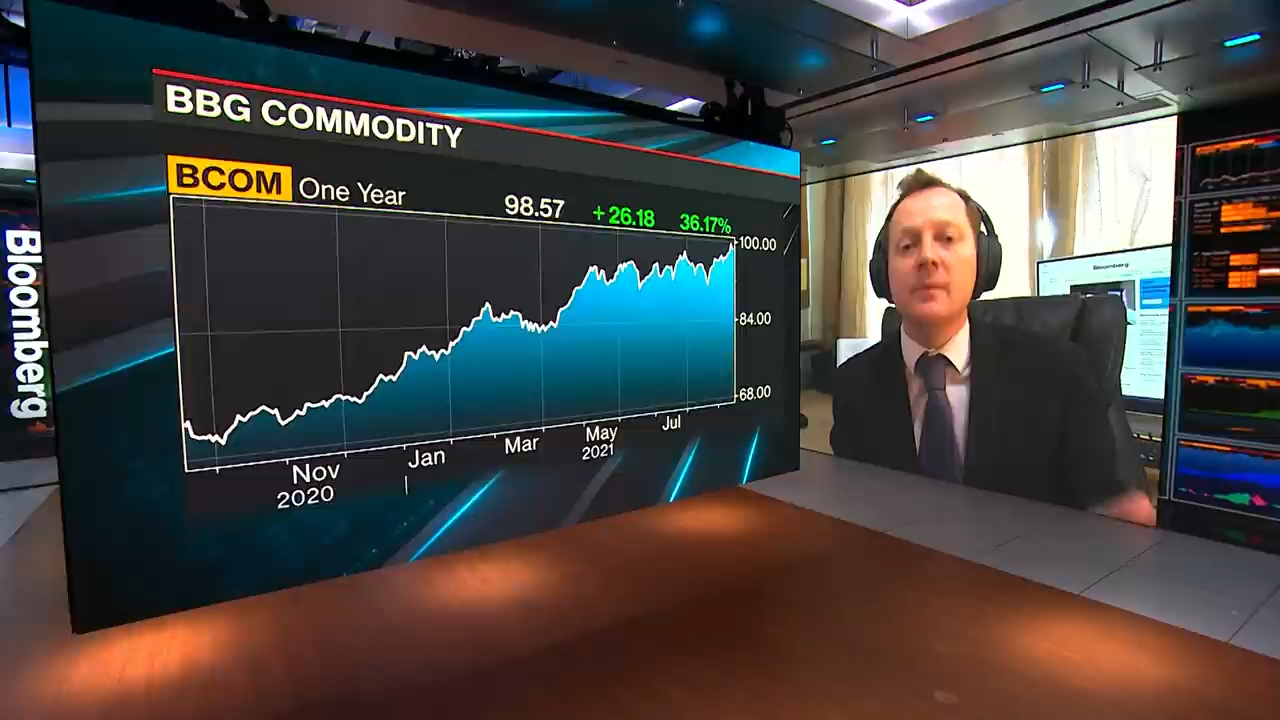 BBG COMMODITY
BCOM One Year 98.57 +26.18 36.17%
100.00
84.00
68.00
Nov Jan Mar May Jul
2020 2021
Bloomberg
Bloomberg